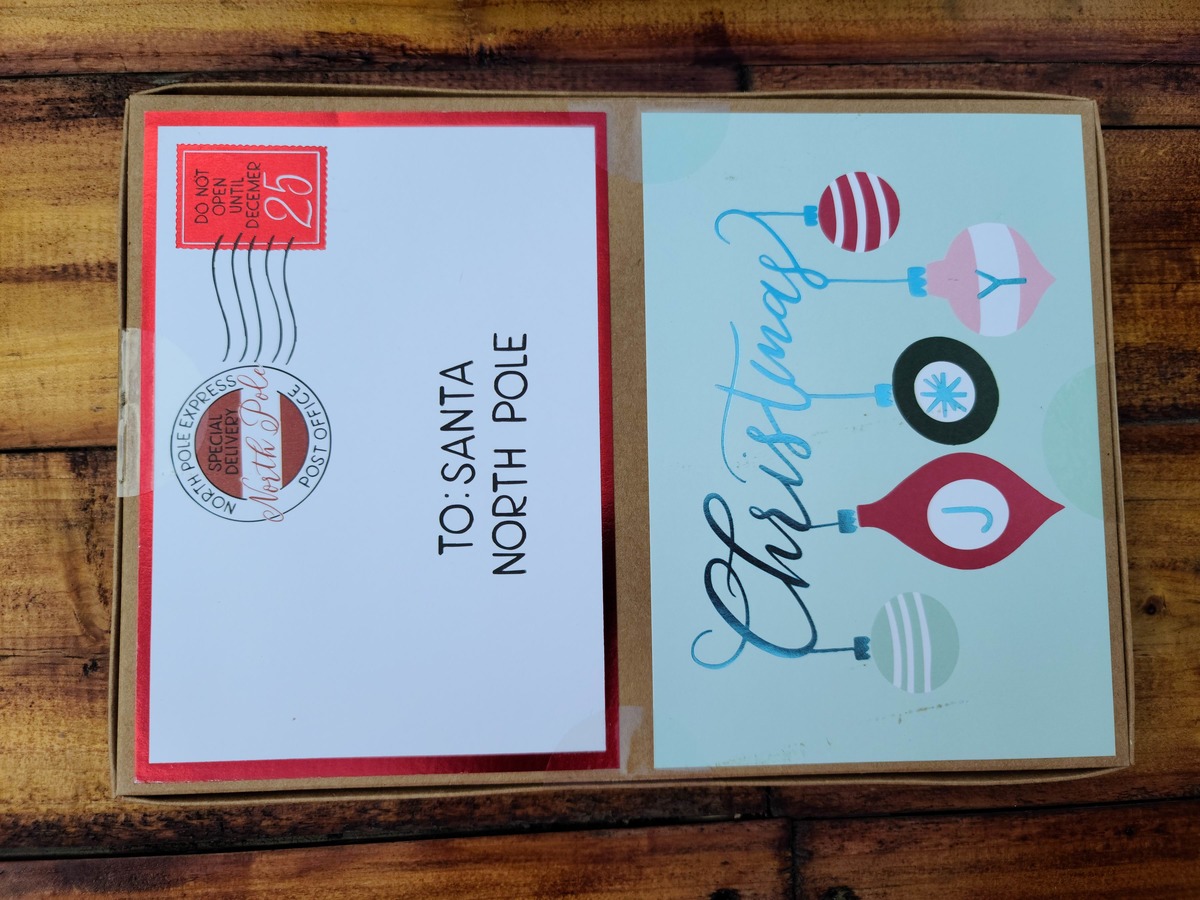 NORTH POLE EXPRESS
SPECIAL
DELIVERY
North Pole
POST OFFICE
DO NOT
OPEN
UNTIL
DECEMER
25
TO: SANTA
NORTH POLE
Christmas
J Y